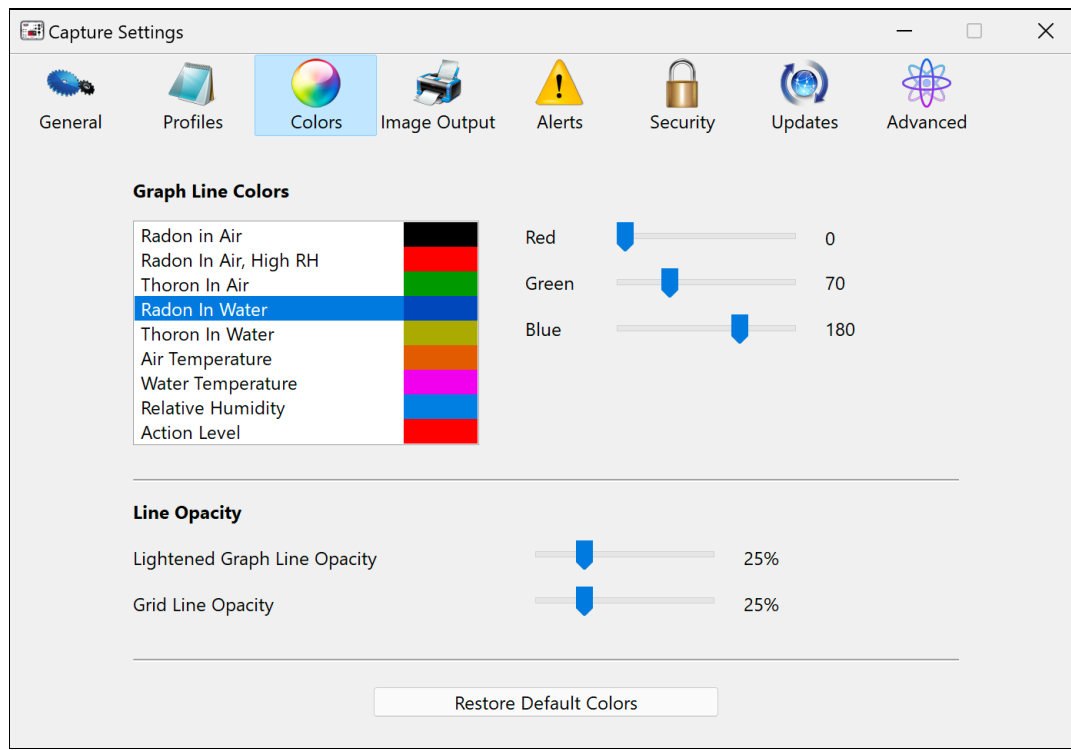 Capture Settings
General Profiles Colors Image Output Alerts Security Updates Advanced
Graph Line Colors
Radon in Air
Radon In Air, High RH
Thoron In Air
Radon In Water
Thoron In Water
Air Temperature
Water Temperature
Relative Humidity
Action Level
Red 0
Green 70
Blue 180
Line Opacity
Lightened Graph Line Opacity 25%
Grid Line Opacity 25%
Restore Default Colors